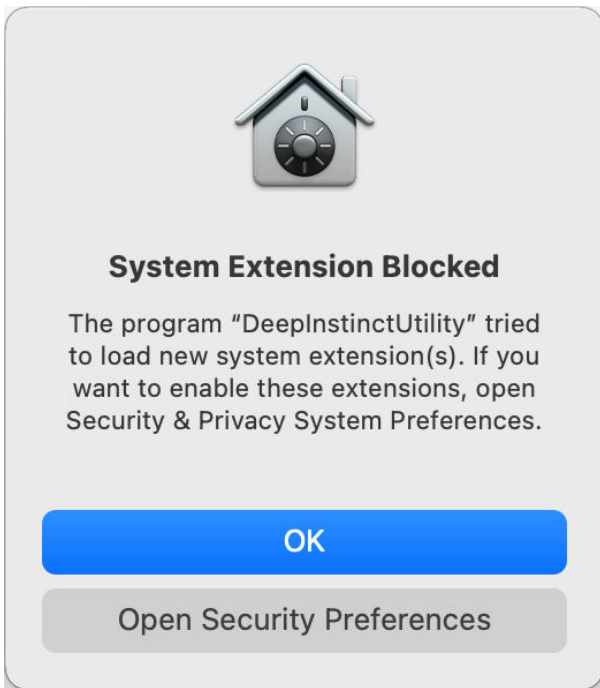 System Extension Blocked
The program “DeepInstinctUtility” tried
to load new system extension(s). If you
want to enable these extensions, open
Security & Privacy System Preferences.
OK
Open Security Preferences